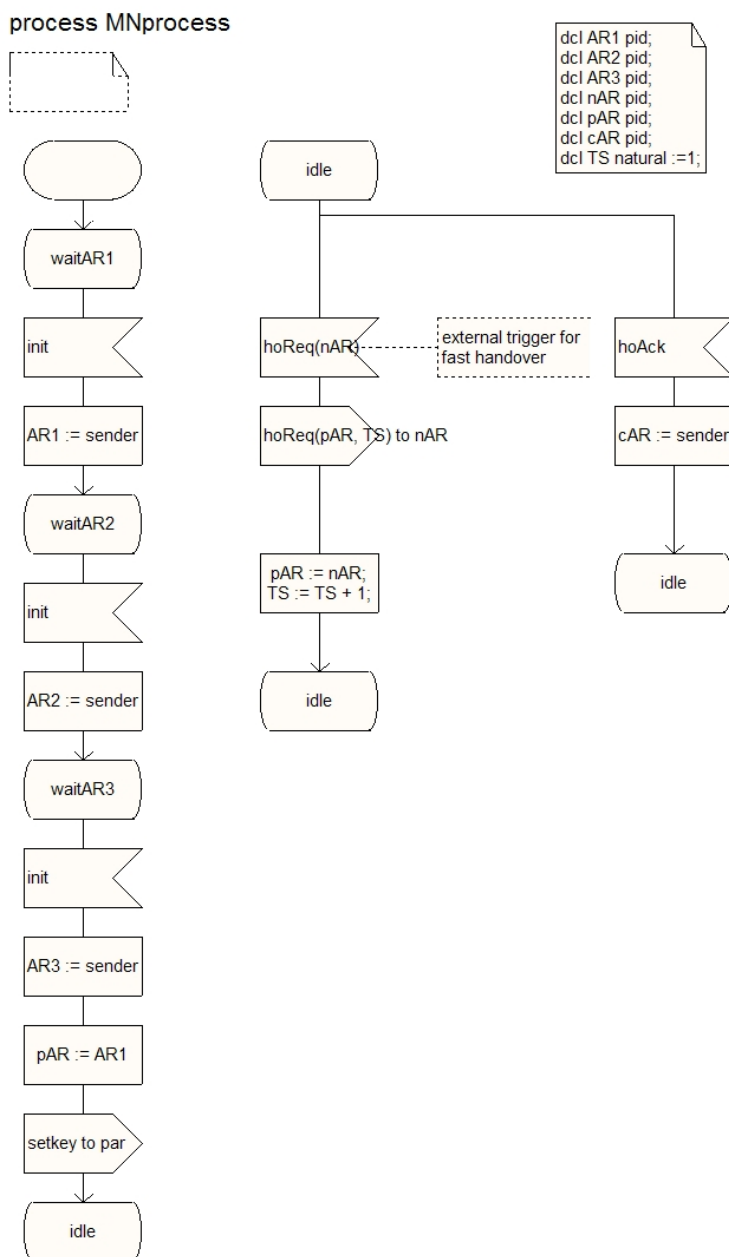 process MNprocess
dcl AR1 pid;
dcl AR2 pid;
dcl AR3 pid;
dcl nAR pid;
dcl pAR pid;
dcl cAR pid;
dcl TS natural :=1;
waitAR1
init
AR1 := sender
waitAR2
init
AR2 := sender
waitAR3
init
AR3 := sender
pAR := AR1
setkey to par
idle
idle
hoReq(nAR)
external trigger for
fast handover
hoReq(pAR, TS) to nAR
pAR := nAR;
TS := TS + 1;
idle
hoAck
cAR := sender
idle